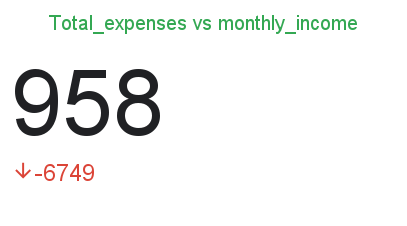 Total_expenses vs monthly_income
958
↓-6749